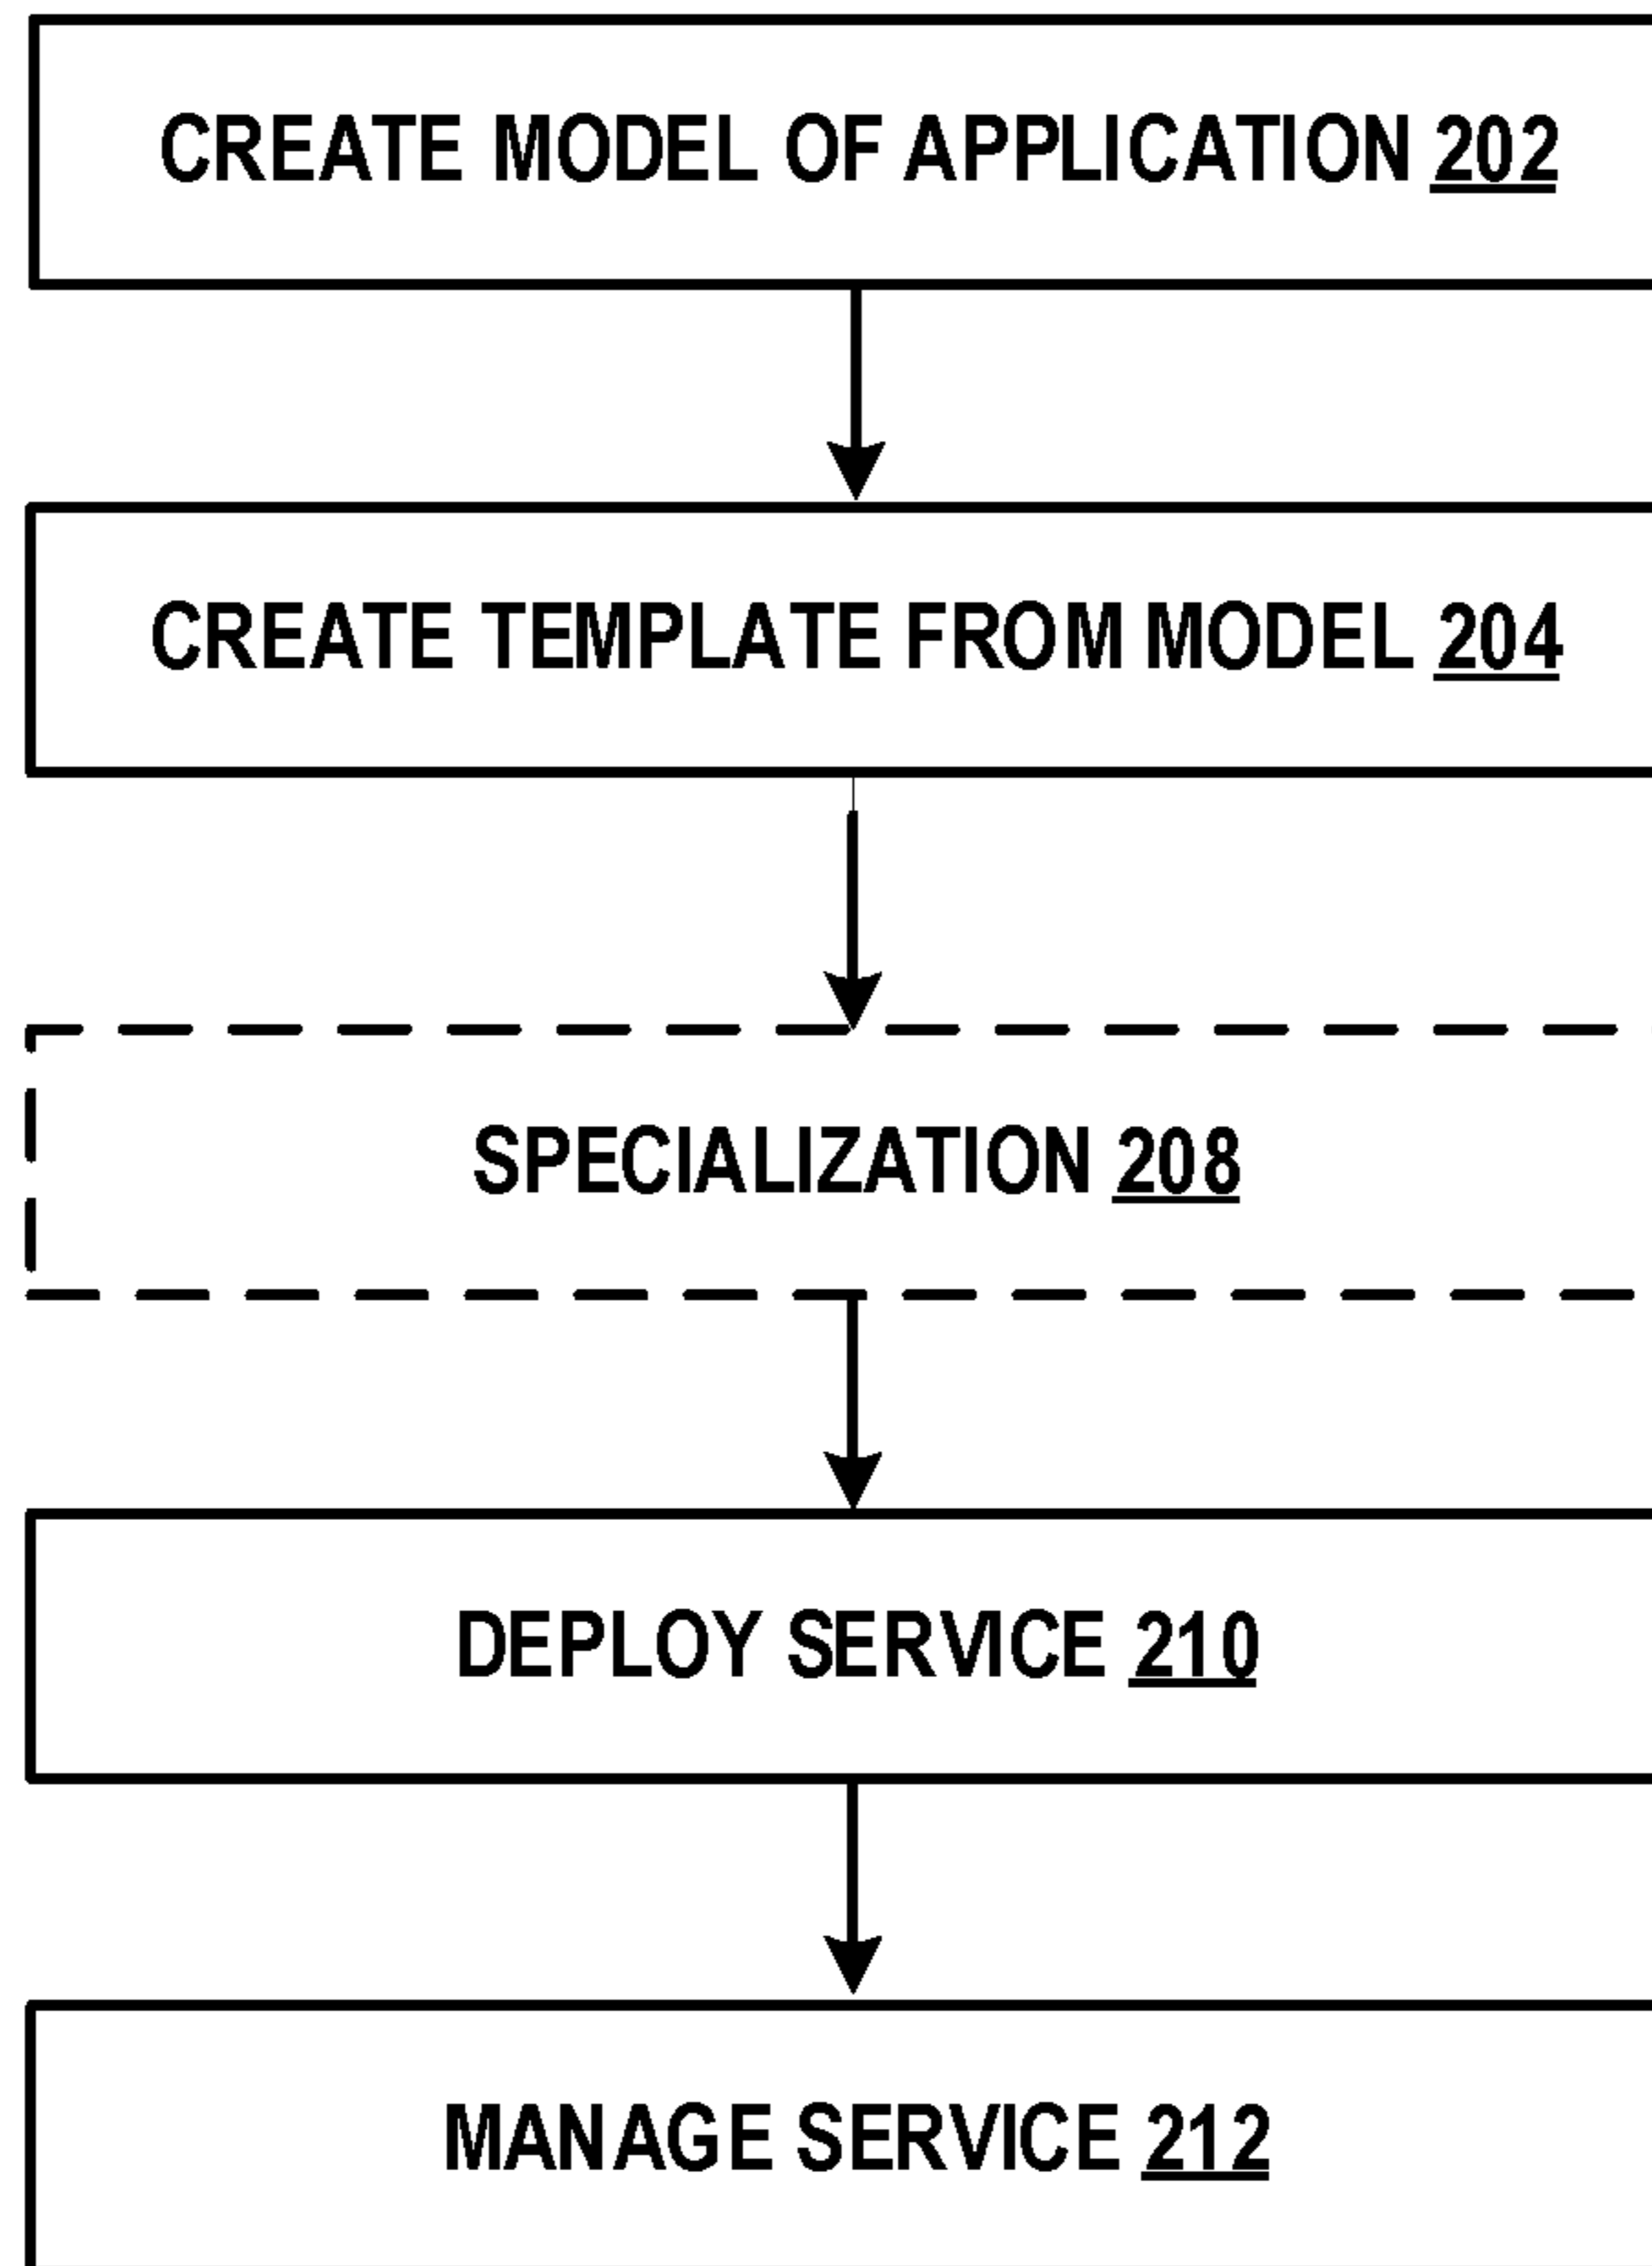 CREATE MODEL OF APPLICATION 202
CREATE TEMPLATE FROM MODEL 204
SPECIALIZATION 208
DEPLOY SERVICE 210
MANAGE SERVICE 212